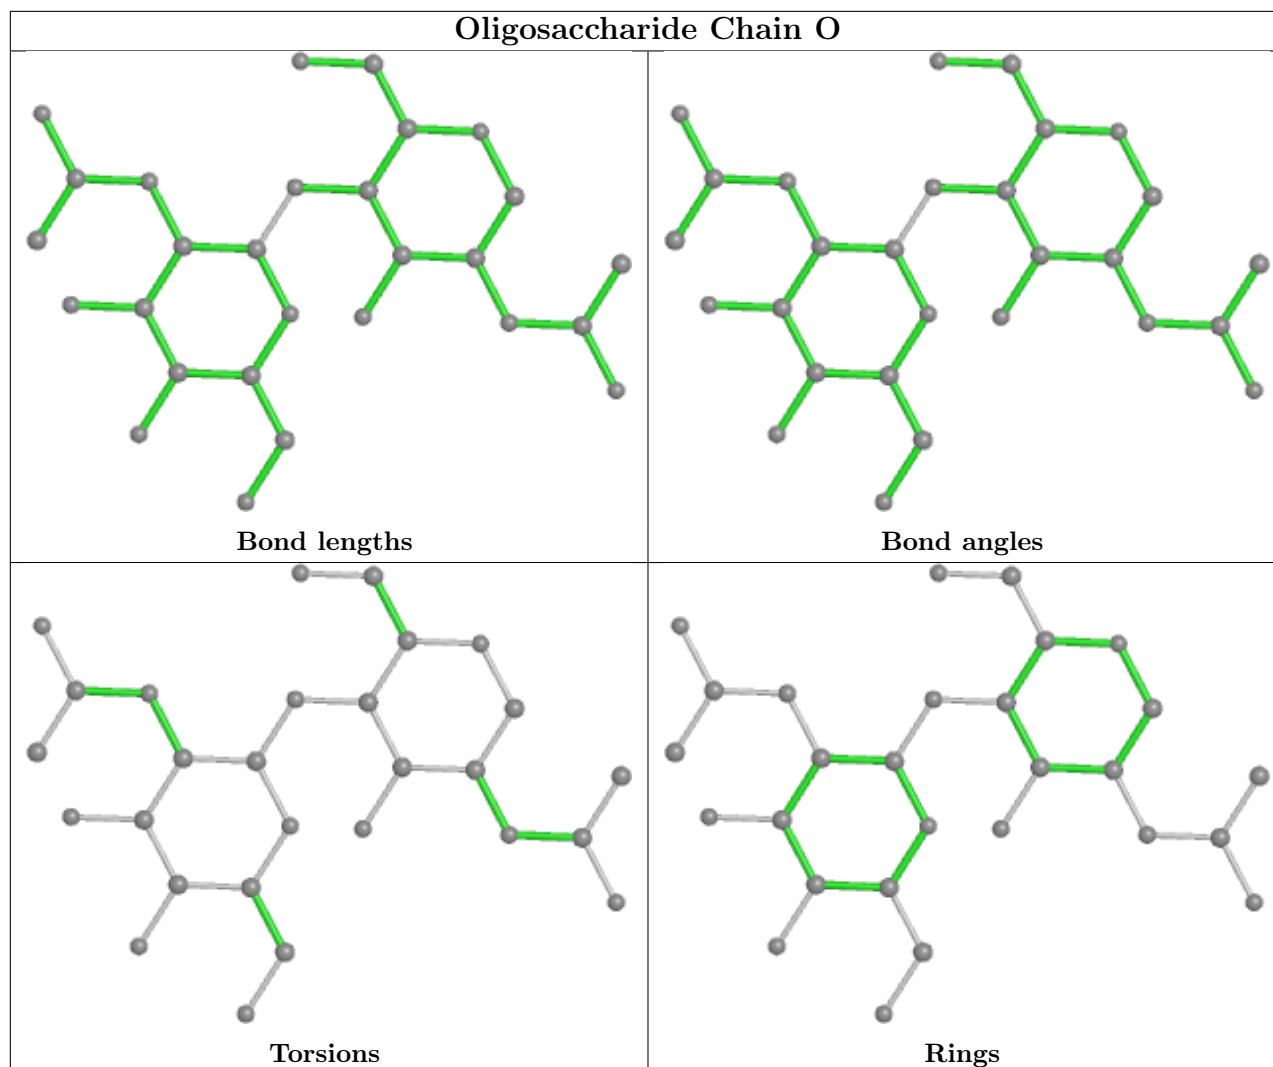 Oligosaccharide Chain O
Bond lengths
Bond angles
Torsions
Rings